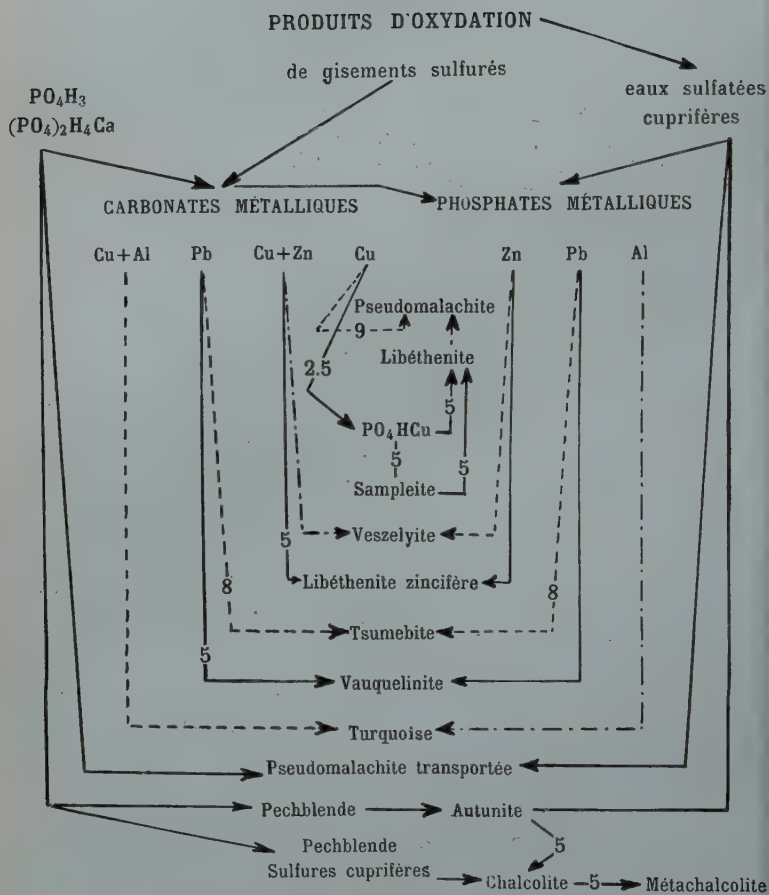 PRODUITS D'OXYDATION
de gisements sulfurés
eaux sulfatées
cuprifères
PO₄H₃
(PO₄)₂H₄Ca
CARBONATES MÉTALLIQUES
PHOSPHATES MÉTALLIQUES
Cu+Al Pb Cu+Zn Cu Zn Pb Al
Pseudomalachite
9
Libéthenite
2.5
5
PO₄HCu
5
5
Sampleite
Veszelyite
5
Libéthenite zincifère
8
8
Tsumebite
5
Vauquelinite
Turquoise
Pseudomalachite transportée
Pechblende
Autunite
5
Pechblende
Sulfures cuprifères
Chalcolite
5
Métachalcolite